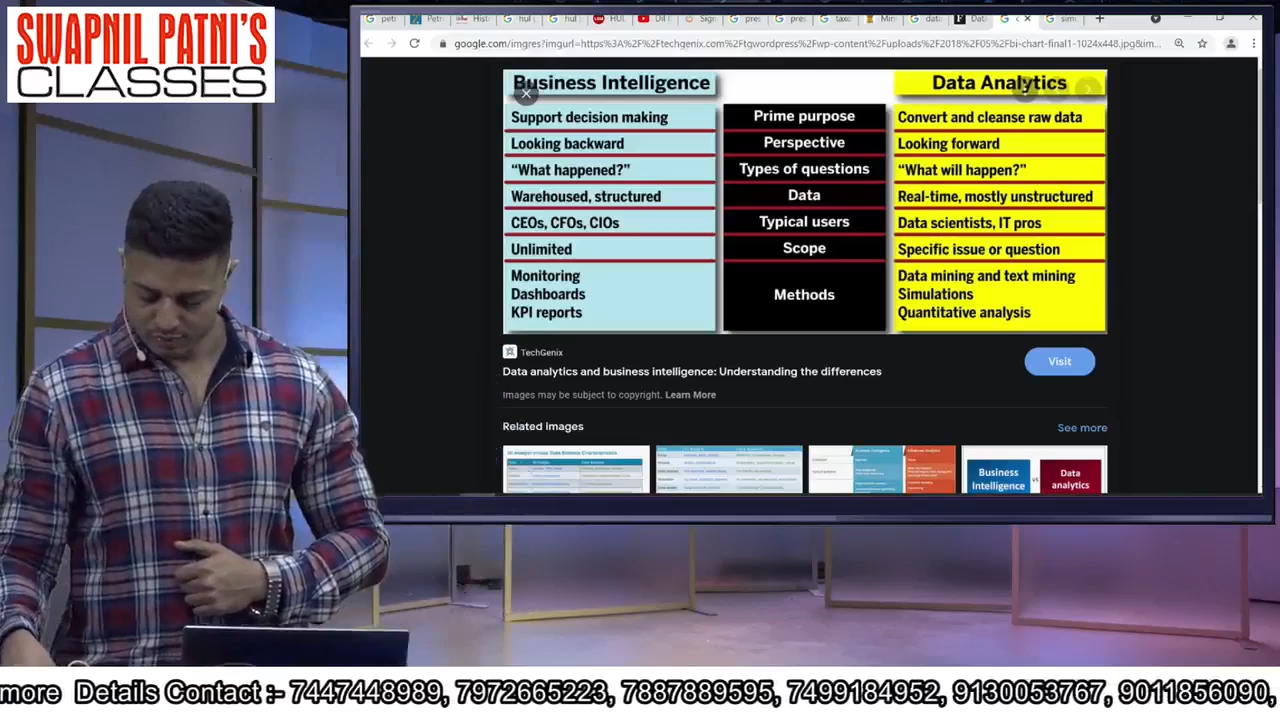 SWAPNIL PATNI'S
CLASSES
google.com/imgres?imgurl=https%3A%2F%2Ftechgenix.com%2Ftgwordpress%2Fwp-content%2Fuploads%2F2018%2F05%2Fbi-chart-final1-1024x448.jpg&im...
Business Intelligence
Data Analytics
Support decision making
Prime purpose
Convert and cleanse raw data
Looking backward
Perspective
Looking forward
“What happened?”
Types of questions
“What will happen?”
Warehoused, structured
Data
Real-time, mostly unstructured
CEOs, CFOs, CIOs
Typical users
Data scientists, IT pros
Unlimited
Scope
Specific issue or question
Monitoring
Dashboards
KPI reports
Methods
Data mining and text mining
Simulations
Quantitative analysis
TechGenix
Visit
Data analytics and business intelligence: Understanding the differences
Images may be subject to copyright. Learn More
Related images
See more
Business
Intelligence
vs
Data
analytics
more Details Contact :- 7447448989, 7972665223, 7887889595, 7499184952, 9130053767, 9011856090,